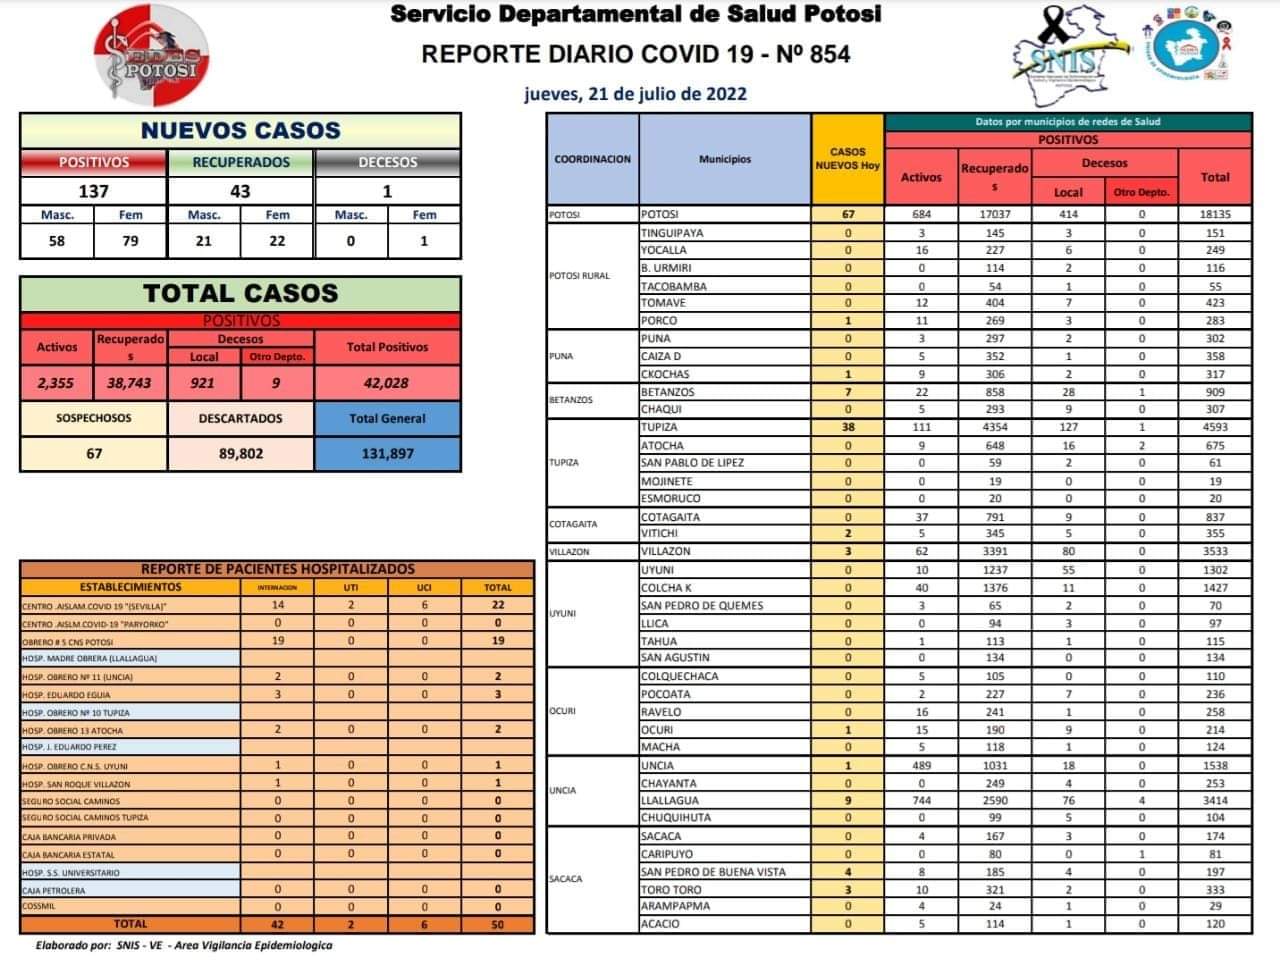 Servicio Departamental de Salud Potosi
REPORTE DIARIO COVID 19 - Nº 854
jueves, 21 de julio de 2022
SEDES
POTOSI
SNIS
NUEVOS CASOS
POSITIVOS RECUPERADOS DECESOS
137 43 1
Masc. Fem Masc. Fem Masc. Fem
58 79 21 22 0 1
TOTAL CASOS
POSITIVOS
Activos Recuperado s Decesos Total Positivos
Local Otro Depto.
2,355 38,743 921 9 42,028
SOSPECHOSOS DESCARTADOS Total General
67 89,802 131,897
REPORTE DE PACIENTES HOSPITALIZADOS
ESTABLECIMIENTOS INTERNACION UTI UCI TOTAL
CENTRO .AISLAM.COVID 19 "(SEVILLA)" 14 2 6 22
CENTRO .AISLM.COVID-19 "PARYORKO" 0 0 0 0
OBRERO # 5 CNS POTOSI 19 0 0 19
HOSP. MADRE OBRERA (LLALLAGUA)
HOSP. OBRERO Nº 11 (UNCIA) 2 0 0 2
HOSP. EDUARDO EGUIA 3 0 0 3
HOSP. OBRERO Nº 10 TUPIZA
HOSP. OBRERO 13 ATOCHA 2 0 0 2
HOSP. J. EDUARDO PEREZ
HOSP. OBRERO C.N.S. UYUNI 1 0 0 1
HOSP. SAN ROQUE VILLAZON 1 0 0 1
SEGURO SOCIAL CAMINOS 0 0 0 0
SEGURO SOCIAL CAMINOS TUPIZA 0 0 0 0
CAJA BANCARIA PRIVADA 0 0 0 0
CAJA BANCARIA ESTATAL 0 0 0 0
HOSP. S.S. UNIVERSITARIO
CAJA PETROLERA 0 0 0 0
COSSMIL 0 0 0 0
TOTAL 42 2 6 50
Elaborado por: SNIS - VE - Area Vigilancia Epidemiologica
Datos por municipios de redes de Salud
POSITIVOS
COORDINACION Municipios CASOS NUEVOS Hoy Activos Recuperado s Decesos Total
Local Otro Depto.
POTOSI POTOSI 67 684 17037 414 0 18135
POTOSI RURAL
TINGUIPAYA 0 3 145 3 0 151
YOCALLA 0 16 227 6 0 249
B. URMIRI 0 0 114 2 0 116
TACOBAMBA 0 0 54 1 0 55
TOMAVE 0 12 404 7 0 423
PORCO 1 11 269 3 0 283
PUNA
PUNA 0 3 297 2 0 302
CAIZA D 0 5 352 1 0 358
CKOCHAS 1 9 306 2 0 317
BETANZOS
BETANZOS 7 22 858 28 1 909
CHAQUI 0 5 293 9 0 307
TUPIZA
TUPIZA 38 111 4354 127 1 4593
ATOCHA 0 9 648 16 2 675
SAN PABLO DE LIPEZ 0 0 59 2 0 61
MOJINETE 0 0 19 0 0 19
ESMORUCO 0 0 20 0 0 20
COTAGAITA
COTAGAITA 0 37 791 9 0 837
VITICHI 2 5 345 5 0 355
VILLAZON VILLAZON 3 62 3391 80 0 3533
UYUNI
UYUNI 0 10 1237 55 0 1302
COLCHA K 0 40 1376 11 0 1427
SAN PEDRO DE QUEMES 0 3 65 2 0 70
LLICA 0 0 94 3 0 97
TAHUA 0 1 113 1 0 115
SAN AGUSTIN 0 0 134 0 0 134
OCURI
COLQUECHACA 0 5 105 0 0 110
POCOATA 0 2 227 7 0 236
RAVELO 0 16 241 1 0 258
OCURI 1 15 190 9 0 214
MACHA 0 5 118 1 0 124
UNCIA
UNCIA 1 489 1031 18 0 1538
CHAYANTA 0 0 249 4 0 253
LLALLAGUA 9 744 2590 76 4 3414
CHUQUIHUTA 0 0 99 5 0 104
SACACA
SACACA 0 4 167 3 0 174
CARIPUYO 0 0 80 0 1 81
SAN PEDRO DE BUENA VISTA 4 8 185 4 0 197
TORO TORO 3 10 321 2 0 333
ARAMPAPMA 0 4 24 1 0 29
ACACIO 0 5 114 1 0 120